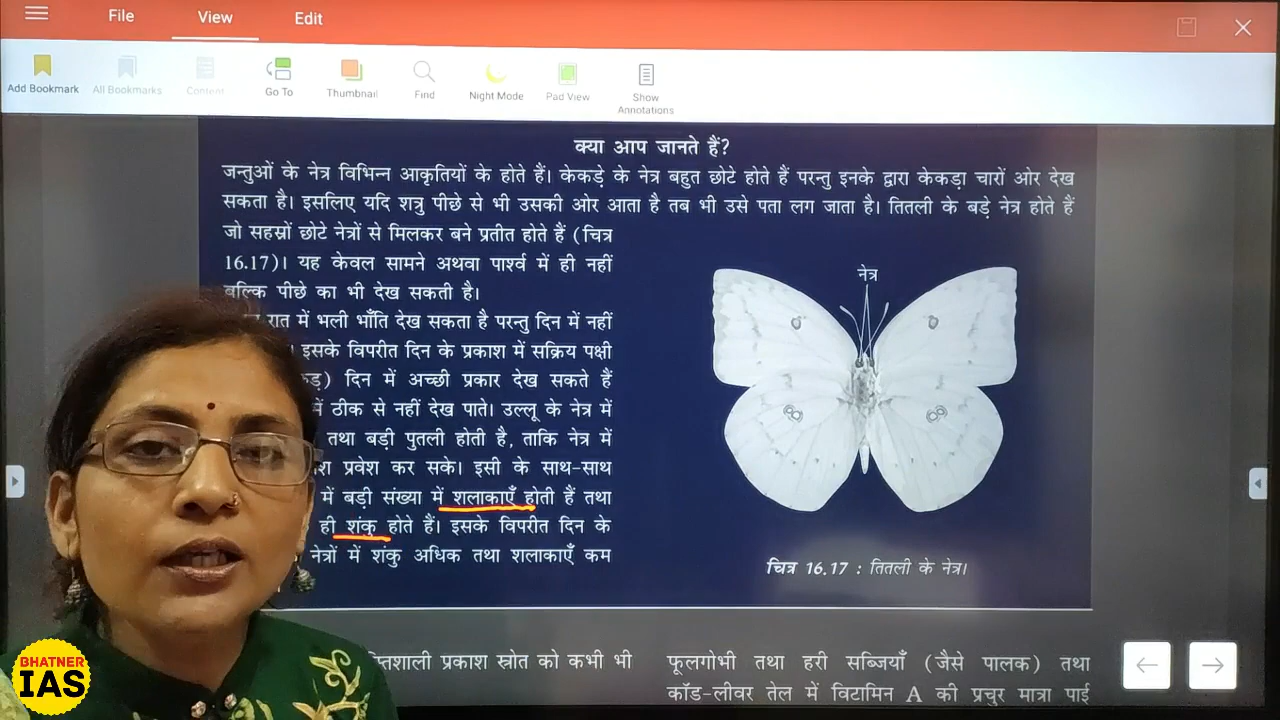 File View Edit
Add Bookmark All Bookmarks Content Go To Thumbnail Find Night Mode Pad View Show Annotations
क्या आप जानते हैं?
जन्तुओं के नेत्र विभिन्न आकृतियों के होते हैं। केकड़े के नेत्र बहुत छोटे होते हैं परन्तु इनके द्वारा केकड़ा चारों ओर देख
सकता है। इसलिए यदि शत्रु पीछे से भी उसकी ओर आता है तब भी उसे पता लग जाता है। तितली के बड़े नेत्र होते हैं
जो सहस्रों छोटे नेत्रों से मिलकर बने प्रतीत होते हैं (चित्र
16.17)। यह केवल सामने अथवा पार्श्व में ही नहीं
बल्कि पीछे का भी देख सकती है।
रात में भली भाँति देख सकता है परन्तु दिन में नहीं
इसके विपरीत दिन के प्रकाश में सक्रिय पक्षी
दिन में अच्छी प्रकार देख सकते हैं
में ठीक से नहीं देख पाते। उल्लू के नेत्र में
तथा बड़ी पुतली होती है, ताकि नेत्र में
प्रवेश कर सके। इसी के साथ-साथ
में बड़ी संख्या में शलाकाएँ होती हैं तथा
ही शंकु होते हैं। इसके विपरीत दिन के
नेत्रों में शंकु अधिक तथा शलाकाएँ कम
नेत्र
चित्र 16.17 : तितली के नेत्र।
प्रकाश स्रोत को कभी भी
फूलगोभी तथा हरी सब्जियाँ (जैसे पालक) तथा
कॉड-लीवर तेल में विटामिन A की प्रचुर मात्रा पाई
BHATNER
IAS